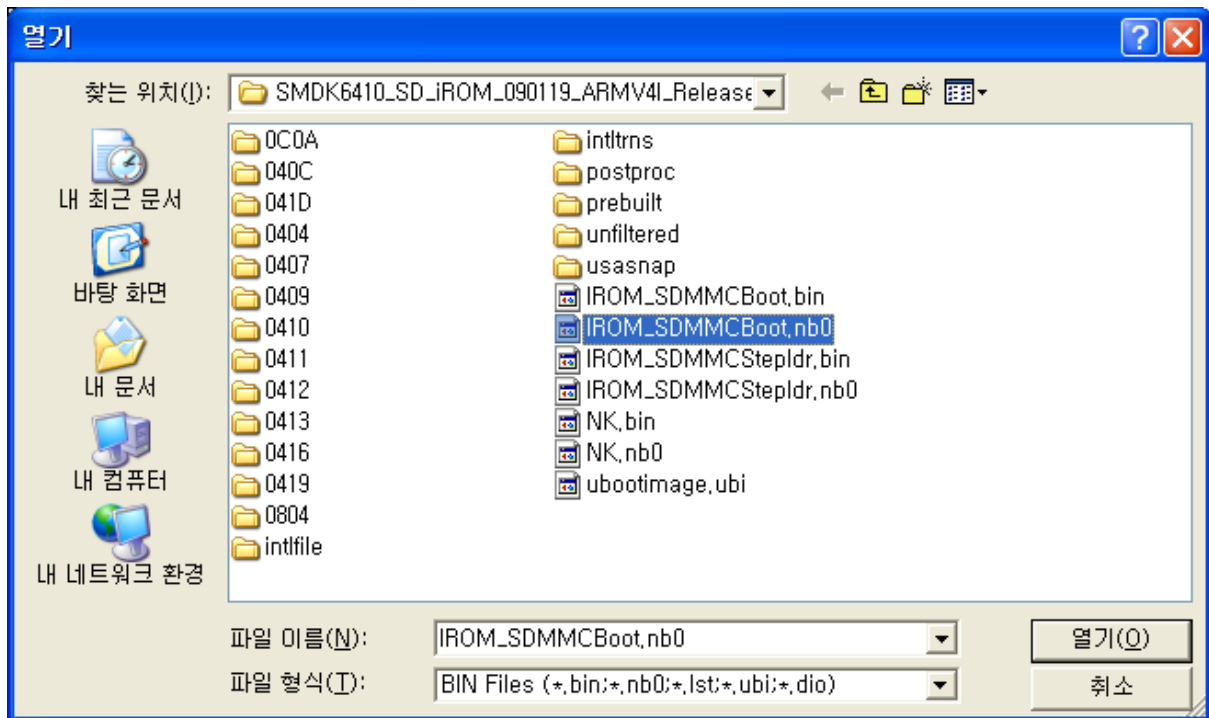 열기
찾는 위치(I):
SMDK6410_SD_iROM_090119_ARMV4I_Release
내 최근 문서
바탕 화면
내 문서
내 컴퓨터
내 네트워크 환경
0C0A
040C
041D
0404
0407
0409
0410
0411
0412
0413
0416
0419
0804
intlfile
intltrns
postproc
prebuilt
unfiltered
usasnap
IROM_SDMMCBoot.bin
IROM_SDMMCBoot.nb0
IROM_SDMMCStepldr.bin
IROM_SDMMCStepldr.nb0
NK.bin
NK.nb0
ubootimage.ubi
파일 이름(N):
IROM_SDMMCBoot.nb0
열기(O)
파일 형식(T):
BIN Files (*.bin;*.nb0;*.lst;*.ubi;*.dio)
취소